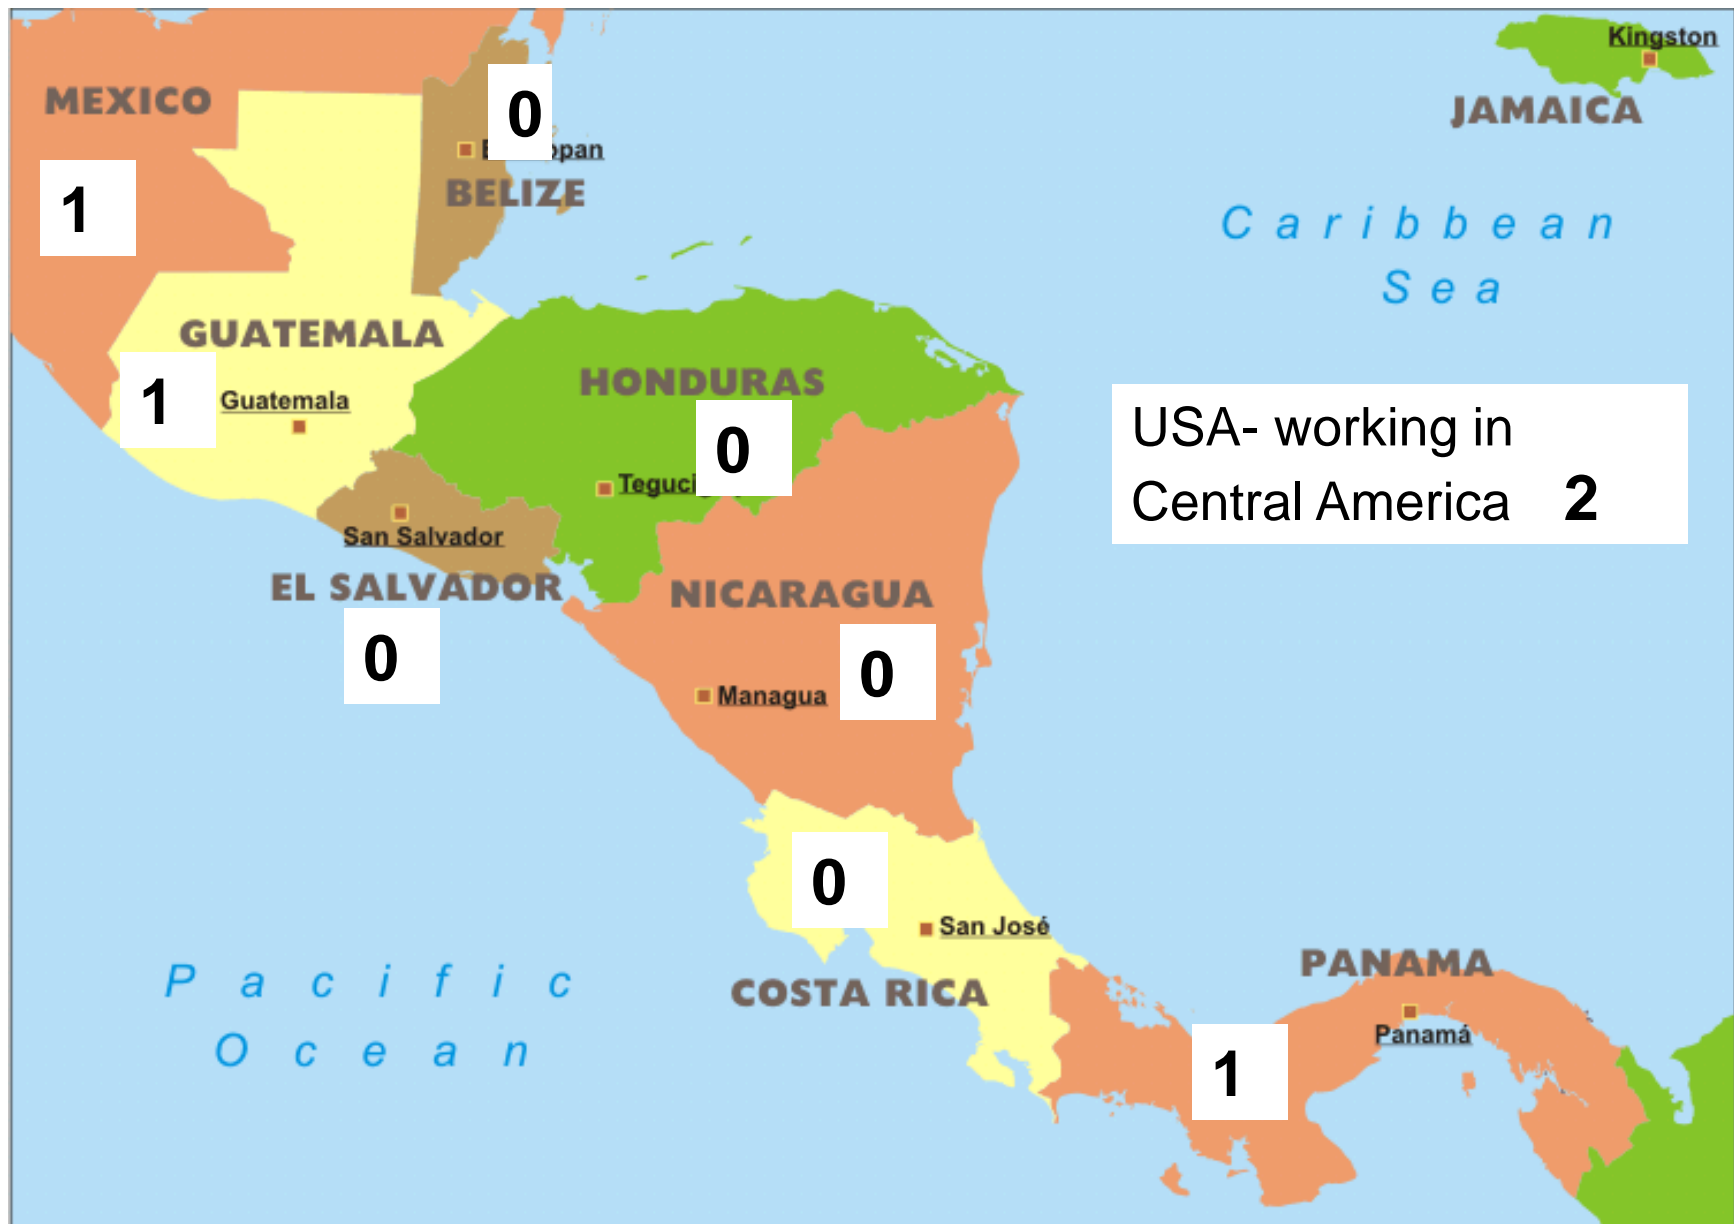 Kingston
MEXICO
JAMAICA
0
BELIZE
1
Caribbean
Sea
GUATEMALA
HONDURAS
1
Guatemala
0
USA- working in
Central America 2
San Salvador
EL SALVADOR
NICARAGUA
0
0
Managua
0
San José
PANAMA
Pacific
COSTA RICA
Panamá
Ocean
1